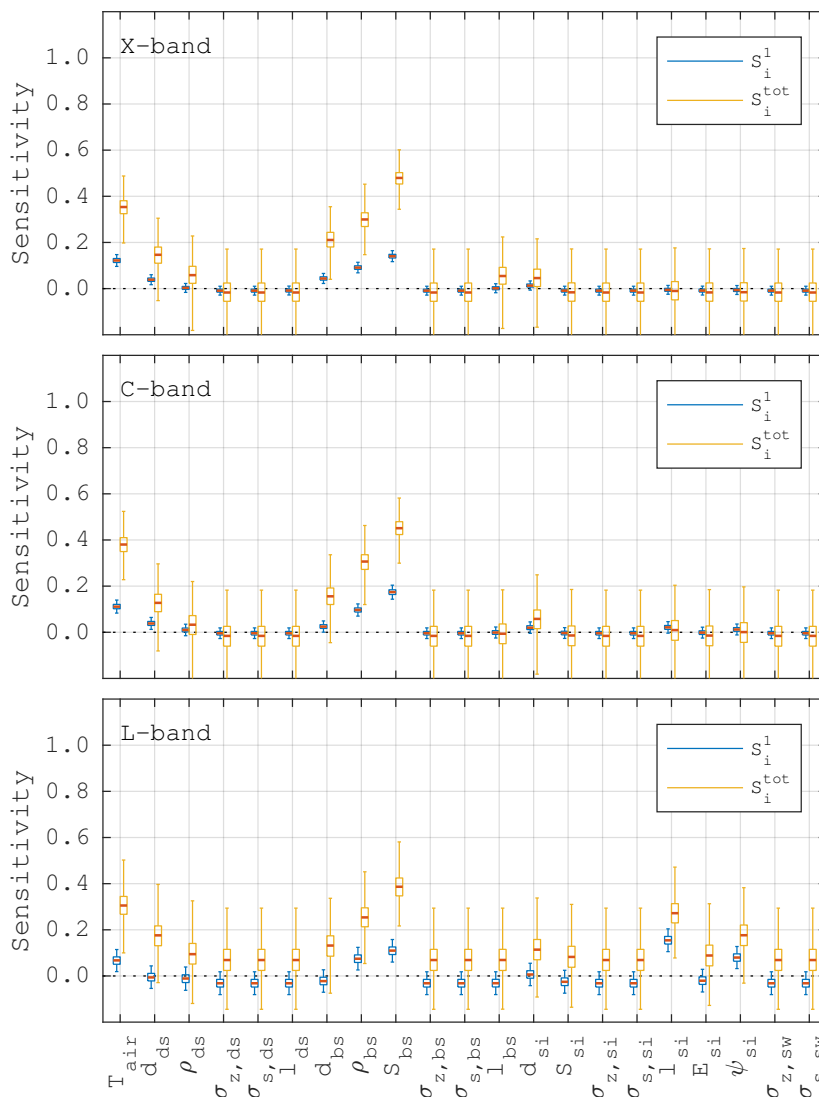 X-band
S_i^1
S_i^tot
Sensitivity
1.0
0.8
0.6
0.4
0.2
0.0
C-band
S_i^1
S_i^tot
Sensitivity
1.0
0.8
0.6
0.4
0.2
0.0
L-band
S_i^1
S_i^tot
Sensitivity
1.0
0.8
0.6
0.4
0.2
0.0
T_air
d_ds
ρ_ds
σ_z,ds
σ_s,ds
l_ds
d_bs
ρ_bs
S_bs
σ_z,bs
σ_s,bs
l_bs
d_si
S_si
σ_z,si
σ_s,si
l_si
E_si
ψ_si
σ_z,sw
σ_s,sw